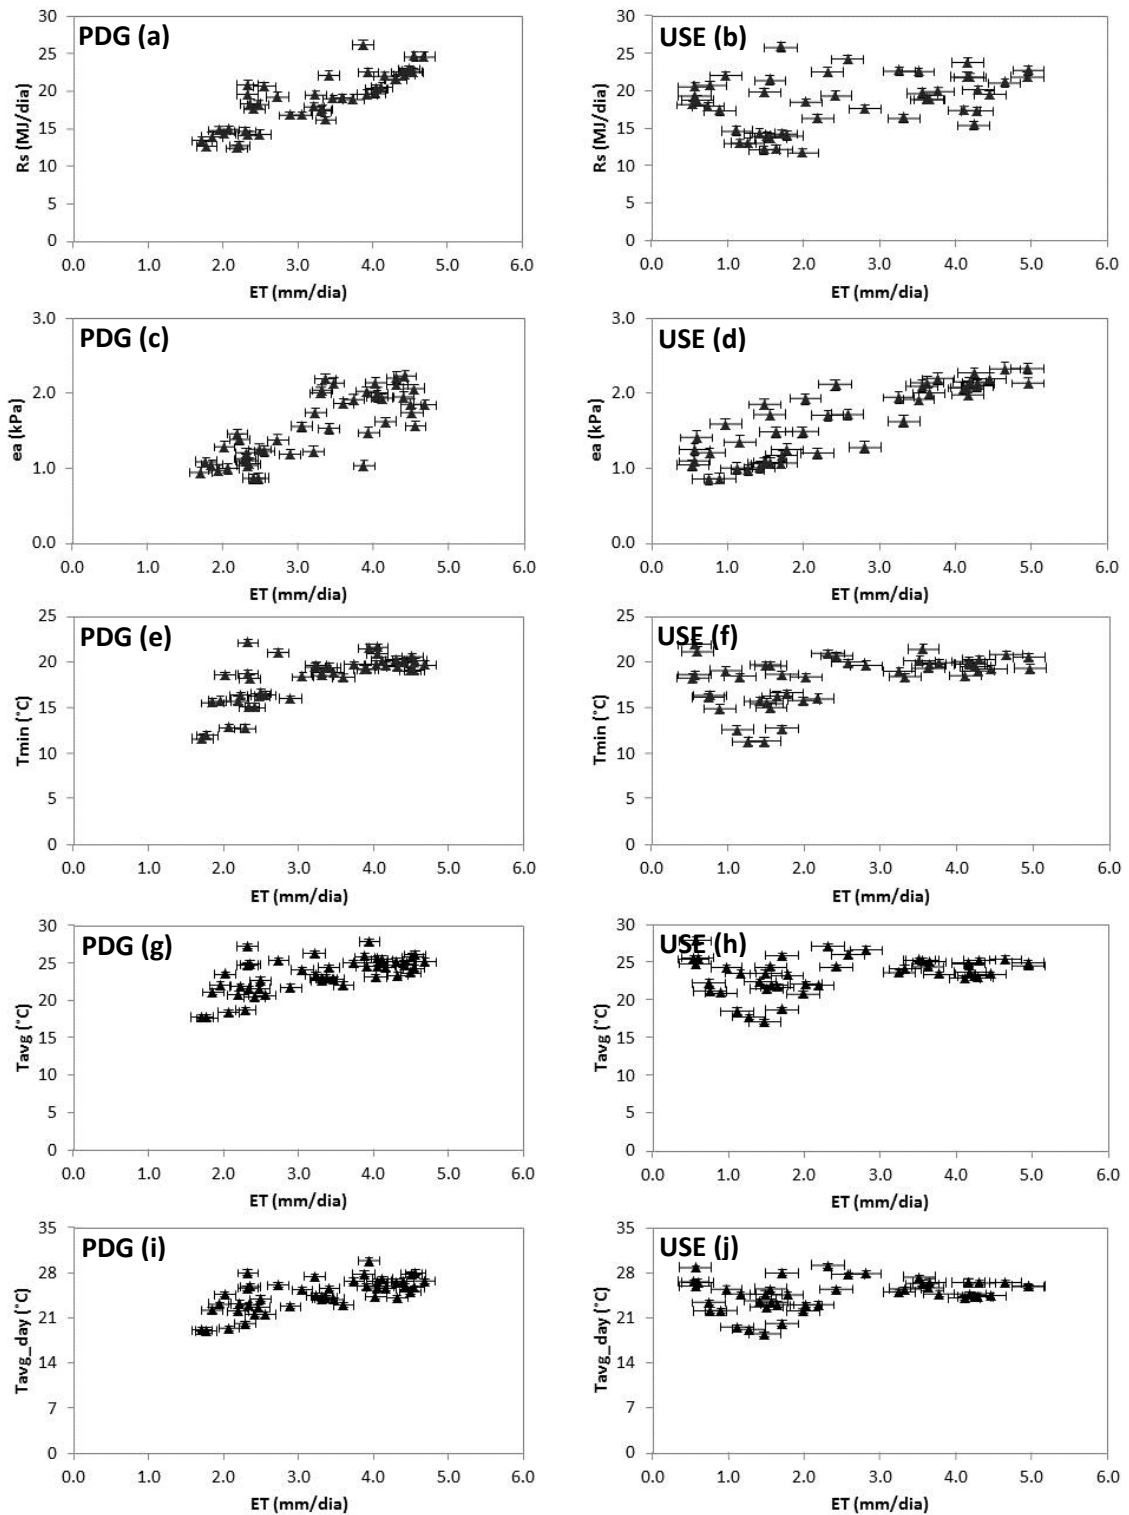 PDG (a)
30
25
20
15
10
5
0
Rs (MJ/dia)
0.0 1.0 2.0 3.0 4.0 5.0 6.0
ET (mm/dia)
USE (b)
30
25
20
15
10
5
0
Rs (MJ/dia)
0.0 1.0 2.0 3.0 4.0 5.0 6.0
ET (mm/dia)
PDG (c)
3.0
2.0
1.0
0.0
ea (kPa)
0.0 1.0 2.0 3.0 4.0 5.0 6.0
ET (mm/dia)
USE (d)
3.0
2.0
1.0
0.0
ea (kPa)
0.0 1.0 2.0 3.0 4.0 5.0 6.0
ET (mm/dia)
PDG (e)
25
20
15
10
5
0
Tmin (°C)
0.0 1.0 2.0 3.0 4.0 5.0 6.0
ET (mm/dia)
USE (f)
25
20
15
10
5
0
Tmin (°C)
0.0 1.0 2.0 3.0 4.0 5.0 6.0
ET (mm/dia)
PDG (g)
30
25
20
15
10
5
0
Tavg (°C)
0.0 1.0 2.0 3.0 4.0 5.0 6.0
ET (mm/dia)
USE (h)
30
25
20
15
10
5
0
Tavg (°C)
0.0 1.0 2.0 3.0 4.0 5.0 6.0
ET (mm/dia)
PDG (i)
35
28
21
14
7
0
Tavg_day (°C)
0.0 1.0 2.0 3.0 4.0 5.0 6.0
ET (mm/dia)
USE (j)
35
28
21
14
7
0
Tavg_day (°C)
0.0 1.0 2.0 3.0 4.0 5.0 6.0
ET (mm/dia)